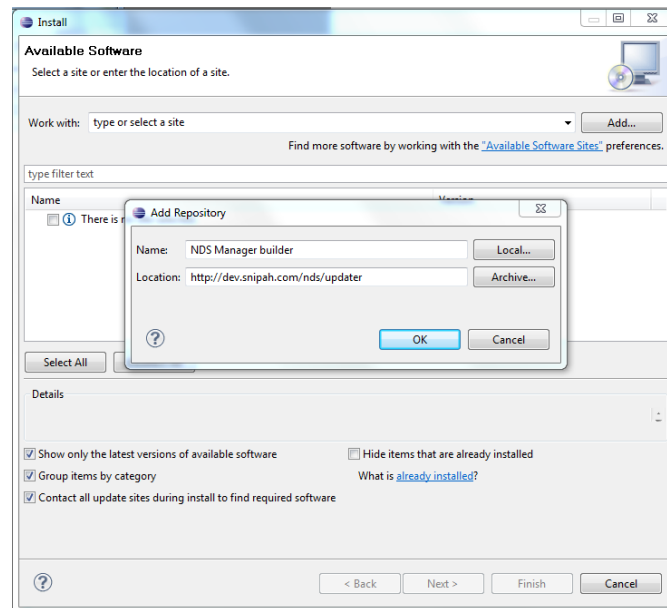 Install
Available Software
Select a site or enter the location of a site.
Work with: type or select a site Add...
Find more software by working with the "Available Software Sites" preferences.
type filter text
Name
There is
Add Repository
Name: NDS Manager builder Local...
Location: http://dev.snipah.com/nds/updater Archive...
OK Cancel
Select All
Details
Show only the latest versions of available software Hide items that are already installed
Group items by category What is already installed?
Contact all update sites during install to find required software
< Back Next > Finish Cancel